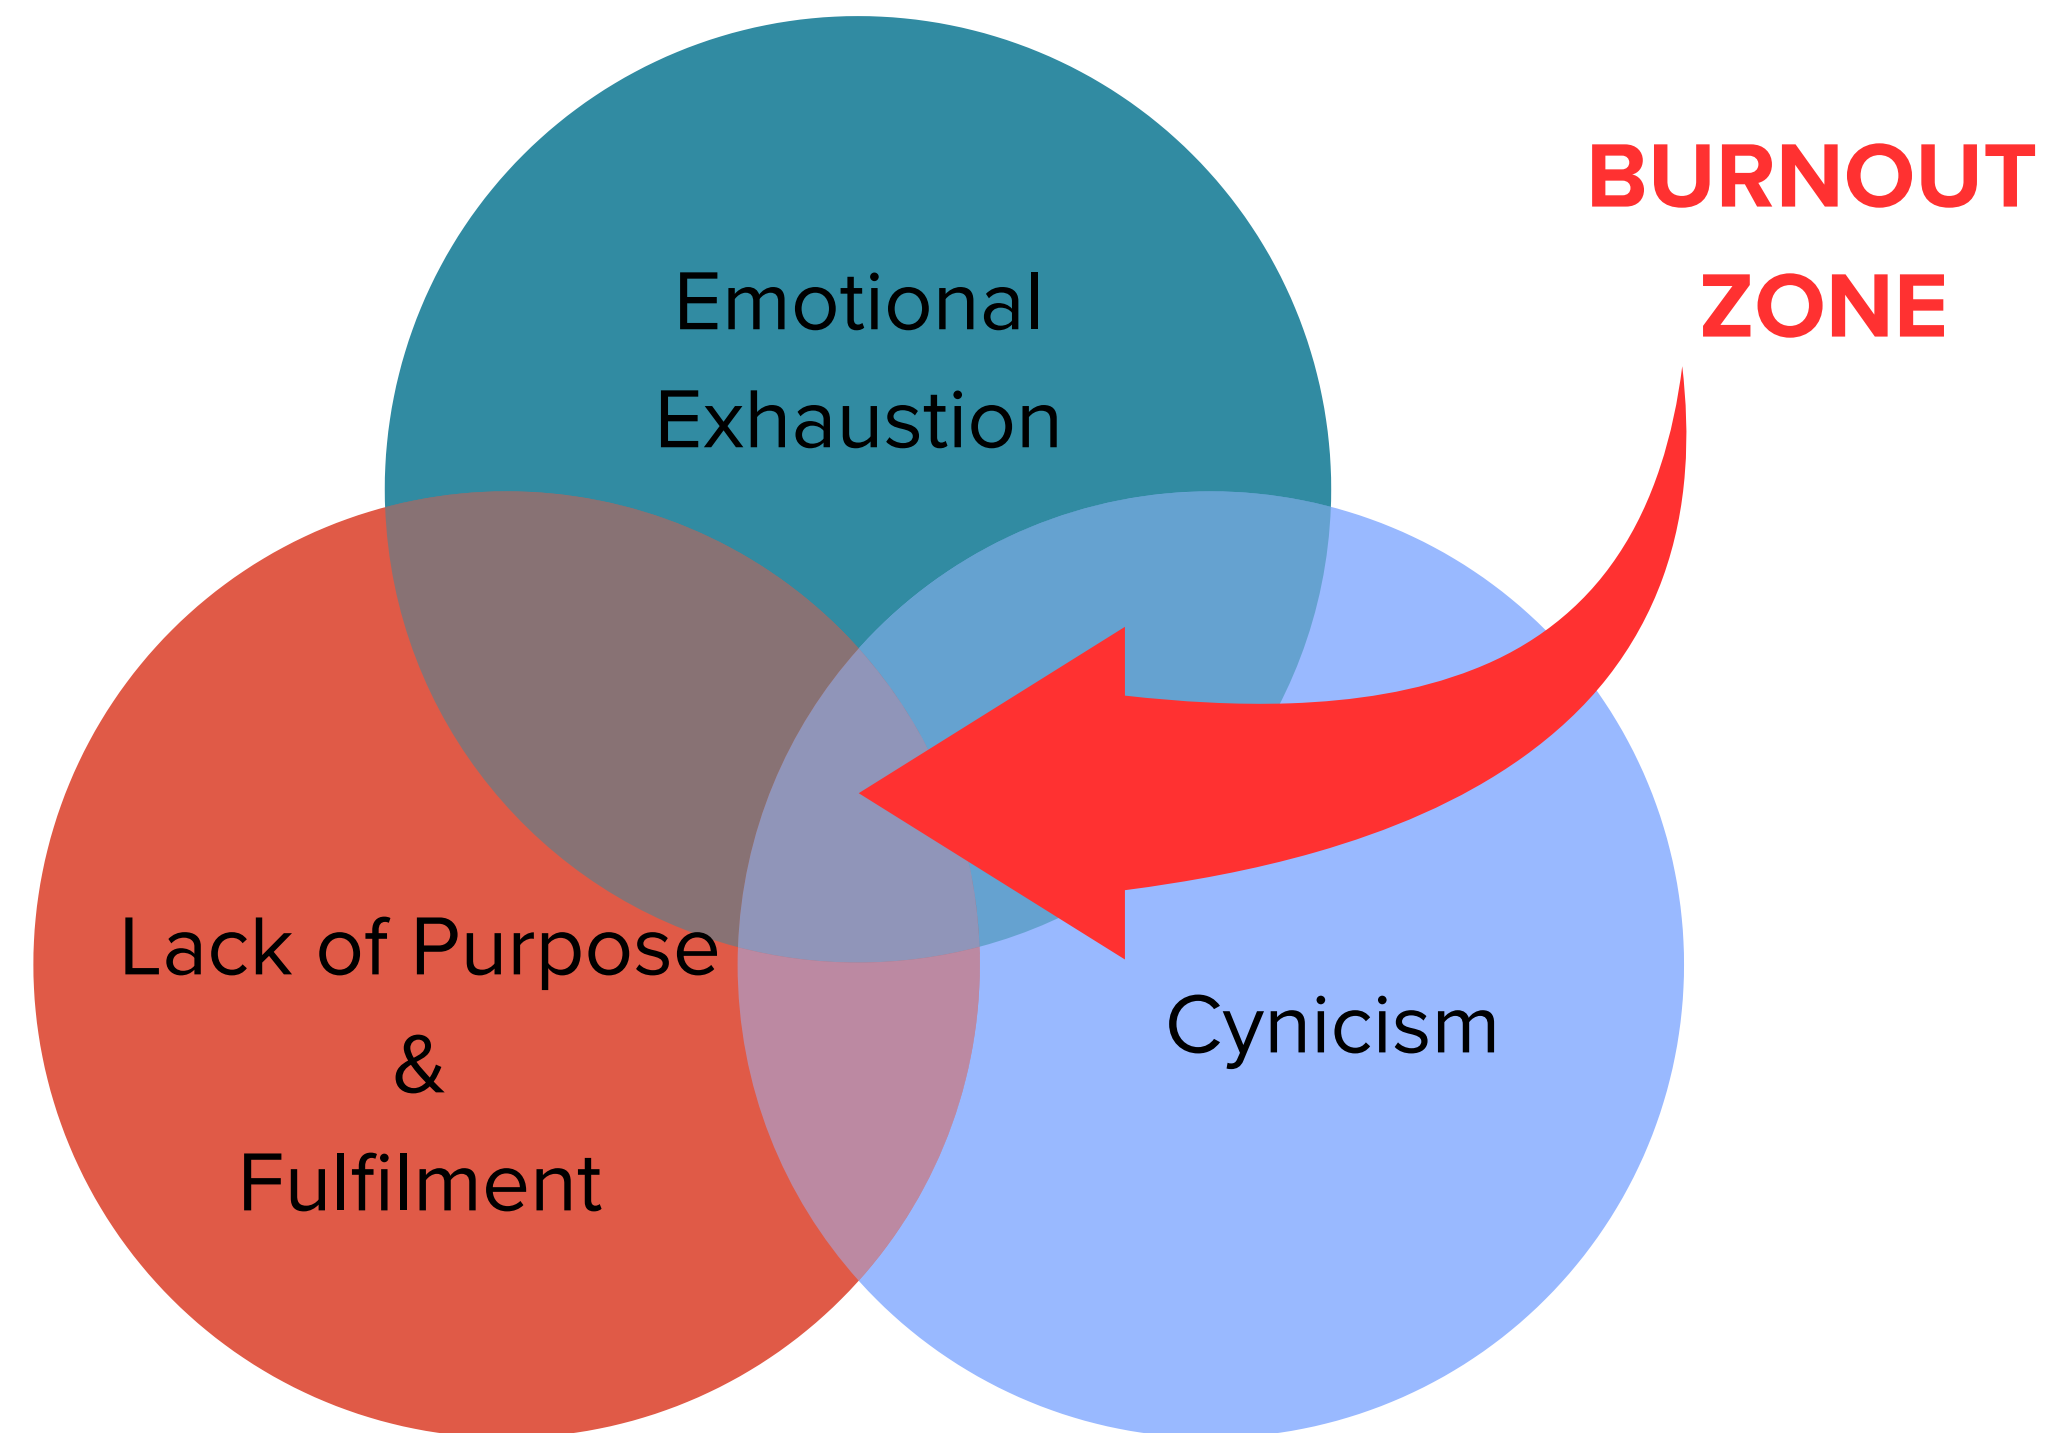 BURNOUT
ZONE
Emotional
Exhaustion
Lack of Purpose
&
Fulfilment
Cynicism